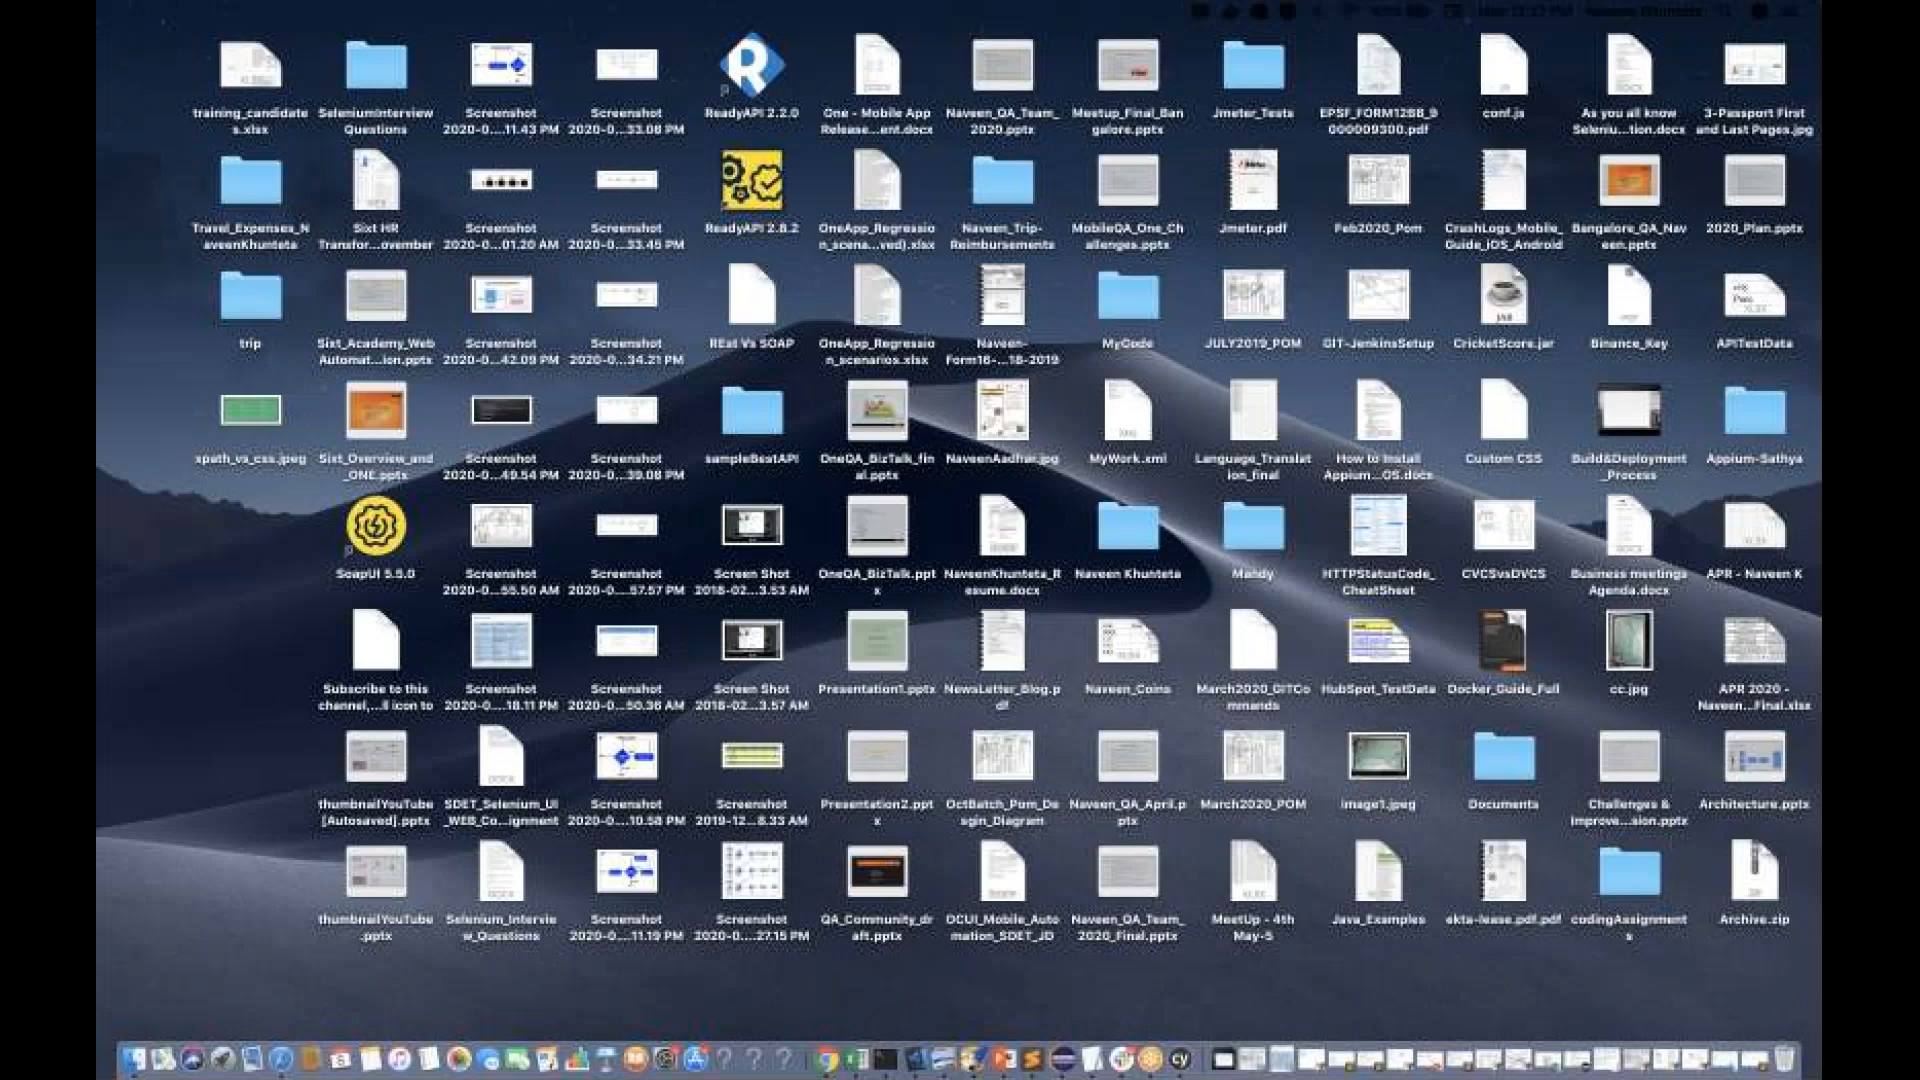 training_candidate SeleniumInterview Screenshot Screenshot ReadyAPI 2.2.0 One - Mobile App Naveen_QA_Team_ Meetup_Final_Ban Jmeter_Tests EPSF_FORM12BB_9 conf.js As you all know 3-Passport First
s.xlsx Questions 2020-0....11.43 PM 2020-0...33.08 PM Release...ent.docx 2020.pptx galore.pptx 000009300.pdf Seleniu...tion.docx and Last Pages.jpg
Travel_Expenses_N Sixt HR Screenshot Screenshot ReadyAPI 2.8.2 OneApp_Regressio Naveen_Trip- MobileQA_One_Ch Jmeter.pdf Feb2020_Pom CrashLogs_Mobile_ Bangalore_QA_Nav 2020_Plan.pptx
aveenKhunteta Transfor...ovember 2020-0....01.20 AM 2020-0...33.45 PM n_scena...ved).xlsx Reimbursements allenges.pptx Guide_iOS_Android een.pptx
trip Sixt_Academy_Web Screenshot Screenshot REst Vs SOAP OneApp_Regressio Naveen- MyCode JULY2019_POM GIT-JenkinsSetup CricketScore.jar Binance_Key APITestData
Automat...ion.pptx 2020-0...42.09 PM 2020-0...34.21 PM n_scenarios.xlsx Form16-...18-2019
xpath_vs_css.jpeg Sixt_Overview_and Screenshot Screenshot sampleBestAPI OneQA_BizTalk_fin NaveenAadhar.jpg MyWork.xml Language_Translat How to Install Custom CSS Build&Deployment Appium-Sathya
_ONE.pptx 2020-0...49.54 PM 2020-0...39.08 PM al.pptx ion_final Appium...OS.docx _Process
SoapUI 5.5.0 Screenshot Screenshot Screen Shot OneQA_BizTalk.ppt NaveenKhunteta_R Naveen Khunteta Mandy HTTPStatusCode_ CVCSvsDVCS Business meetings APR - Naveen K
2020-0...55.50 AM 2020-0...57.57 PM 2018-02...3.53 AM x esume.docx CheatSheet Agenda.docx
Subscribe to this Screenshot Screenshot Screen Shot Presentation1.pptx NewsLetter_Blog.p Naveen_Coins March2020_GITCo HubSpot_TestData Docker_Guide_Full cc.jpg APR 2020 -
channel,...ll icon to 2020-0....18.11 PM 2020-0...50.36 AM 2018-02...3.57 AM df mmands Naveen...Final.xlsx
thumbnailYouTube SDET_Selenium_UI Screenshot Screenshot Presentation2.ppt OctBatch_Pom_De Naveen_QA_April.p March2020_POM image1.jpeg Documents Challenges & Architecture.pptx
[Autosaved].pptx _WEB_Co...ignment 2020-0....10.58 PM 2019-12...8.33 AM x sgin_Diagram ptx Improve...sion.pptx
thumbnailYouTube Selenium_Intervie Screenshot Screenshot QA_Community_dr OCUI_Mobile_Auto Naveen_QA_Team_ MeetUp - 4th Java_Examples ekta-lease.pdf.pdf codingAssignment Archive.zip
.pptx w_Questions 2020-0....11.19 PM 2020-0....27.15 PM aft.pptx mation_SDET_JD 2020_Final.pptx May-5 s
cy